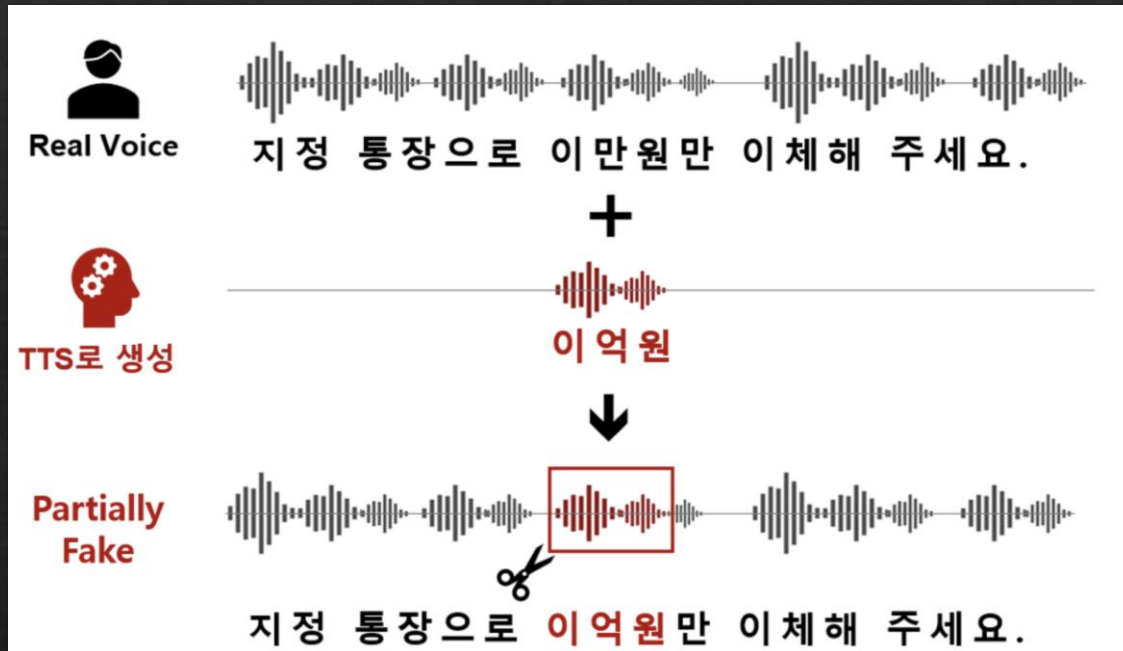 Real Voice
지정 통장으로 이만원만 이체해 주세요.
+
TTS로 생성
이억원
Partially
Fake
지정 통장으로 이억원만 이체해 주세요.